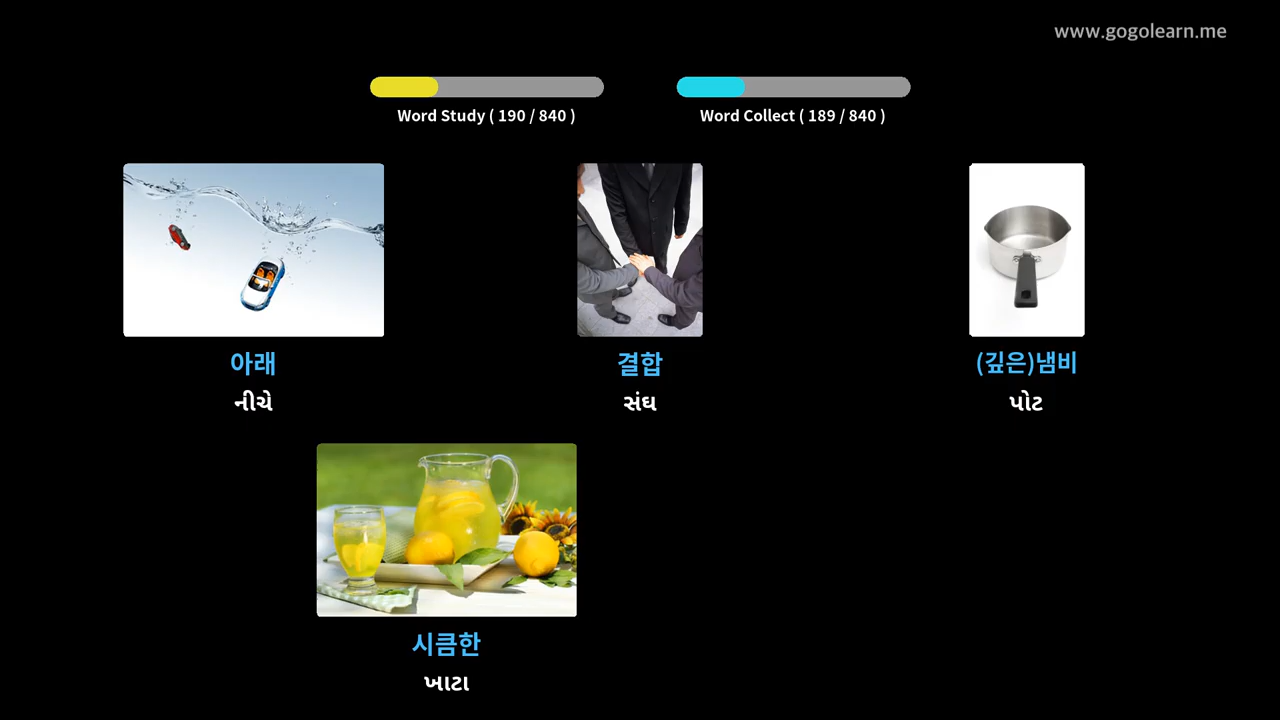 www.gogolearn.me
Word Study ( 190 / 840 )
Word Collect ( 189 / 840 )
아래
નીચે
결합
સંઘ
(깊은)냄비
પોટ
시큼한
ખાટા